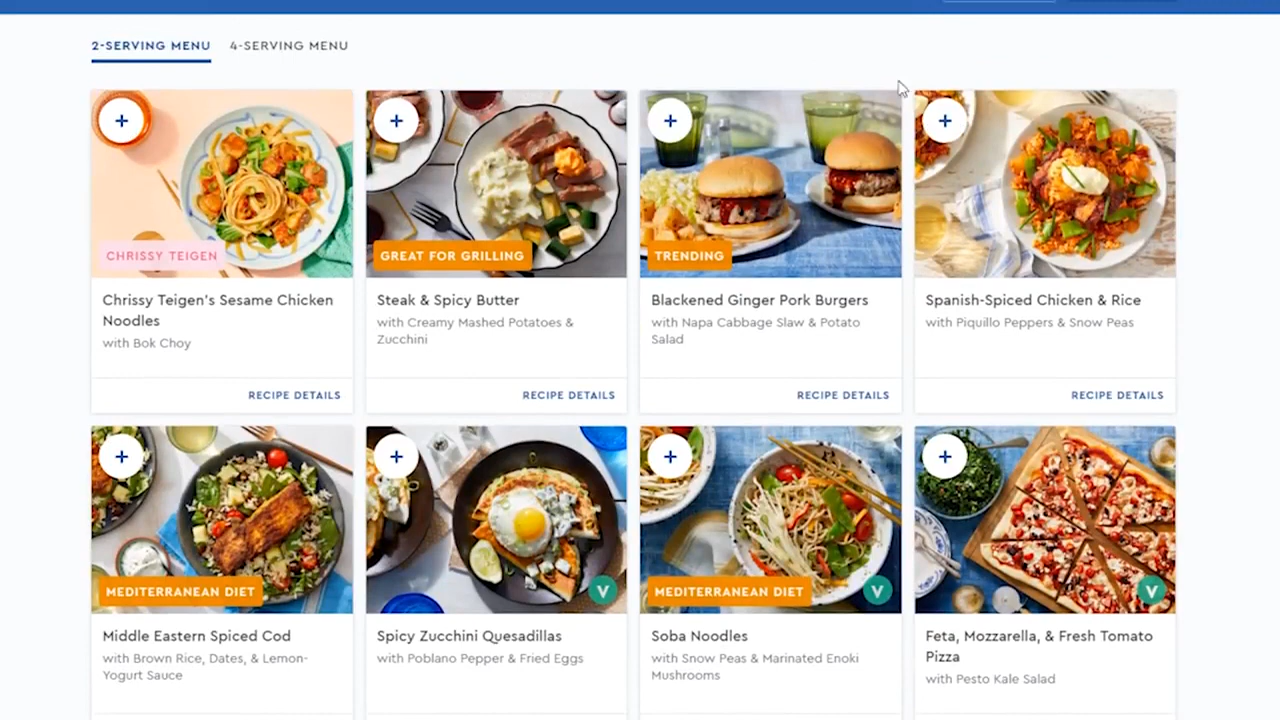 2-SERVING MENU 4-SERVING MENU
CHRISSY TEIGEN
Chrissy Teigen's Sesame Chicken
Noodles
with Bok Choy
RECIPE DETAILS
GREAT FOR GRILLING
Steak & Spicy Butter
with Creamy Mashed Potatoes &
Zucchini
RECIPE DETAILS
TRENDING
Blackened Ginger Pork Burgers
with Napa Cabbage Slaw & Potato
Salad
RECIPE DETAILS
Spanish-Spiced Chicken & Rice
with Piquillo Peppers & Snow Peas
RECIPE DETAILS
MEDITERRANEAN DIET
Middle Eastern Spiced Cod
with Brown Rice, Dates, & Lemon-
Yogurt Sauce
V
Spicy Zucchini Quesadillas
with Poblano Pepper & Fried Eggs
MEDITERRANEAN DIET
V
Soba Noodles
with Snow Peas & Marinated Enoki
Mushrooms
V
Feta, Mozzarella, & Fresh Tomato
Pizza
with Pesto Kale Salad